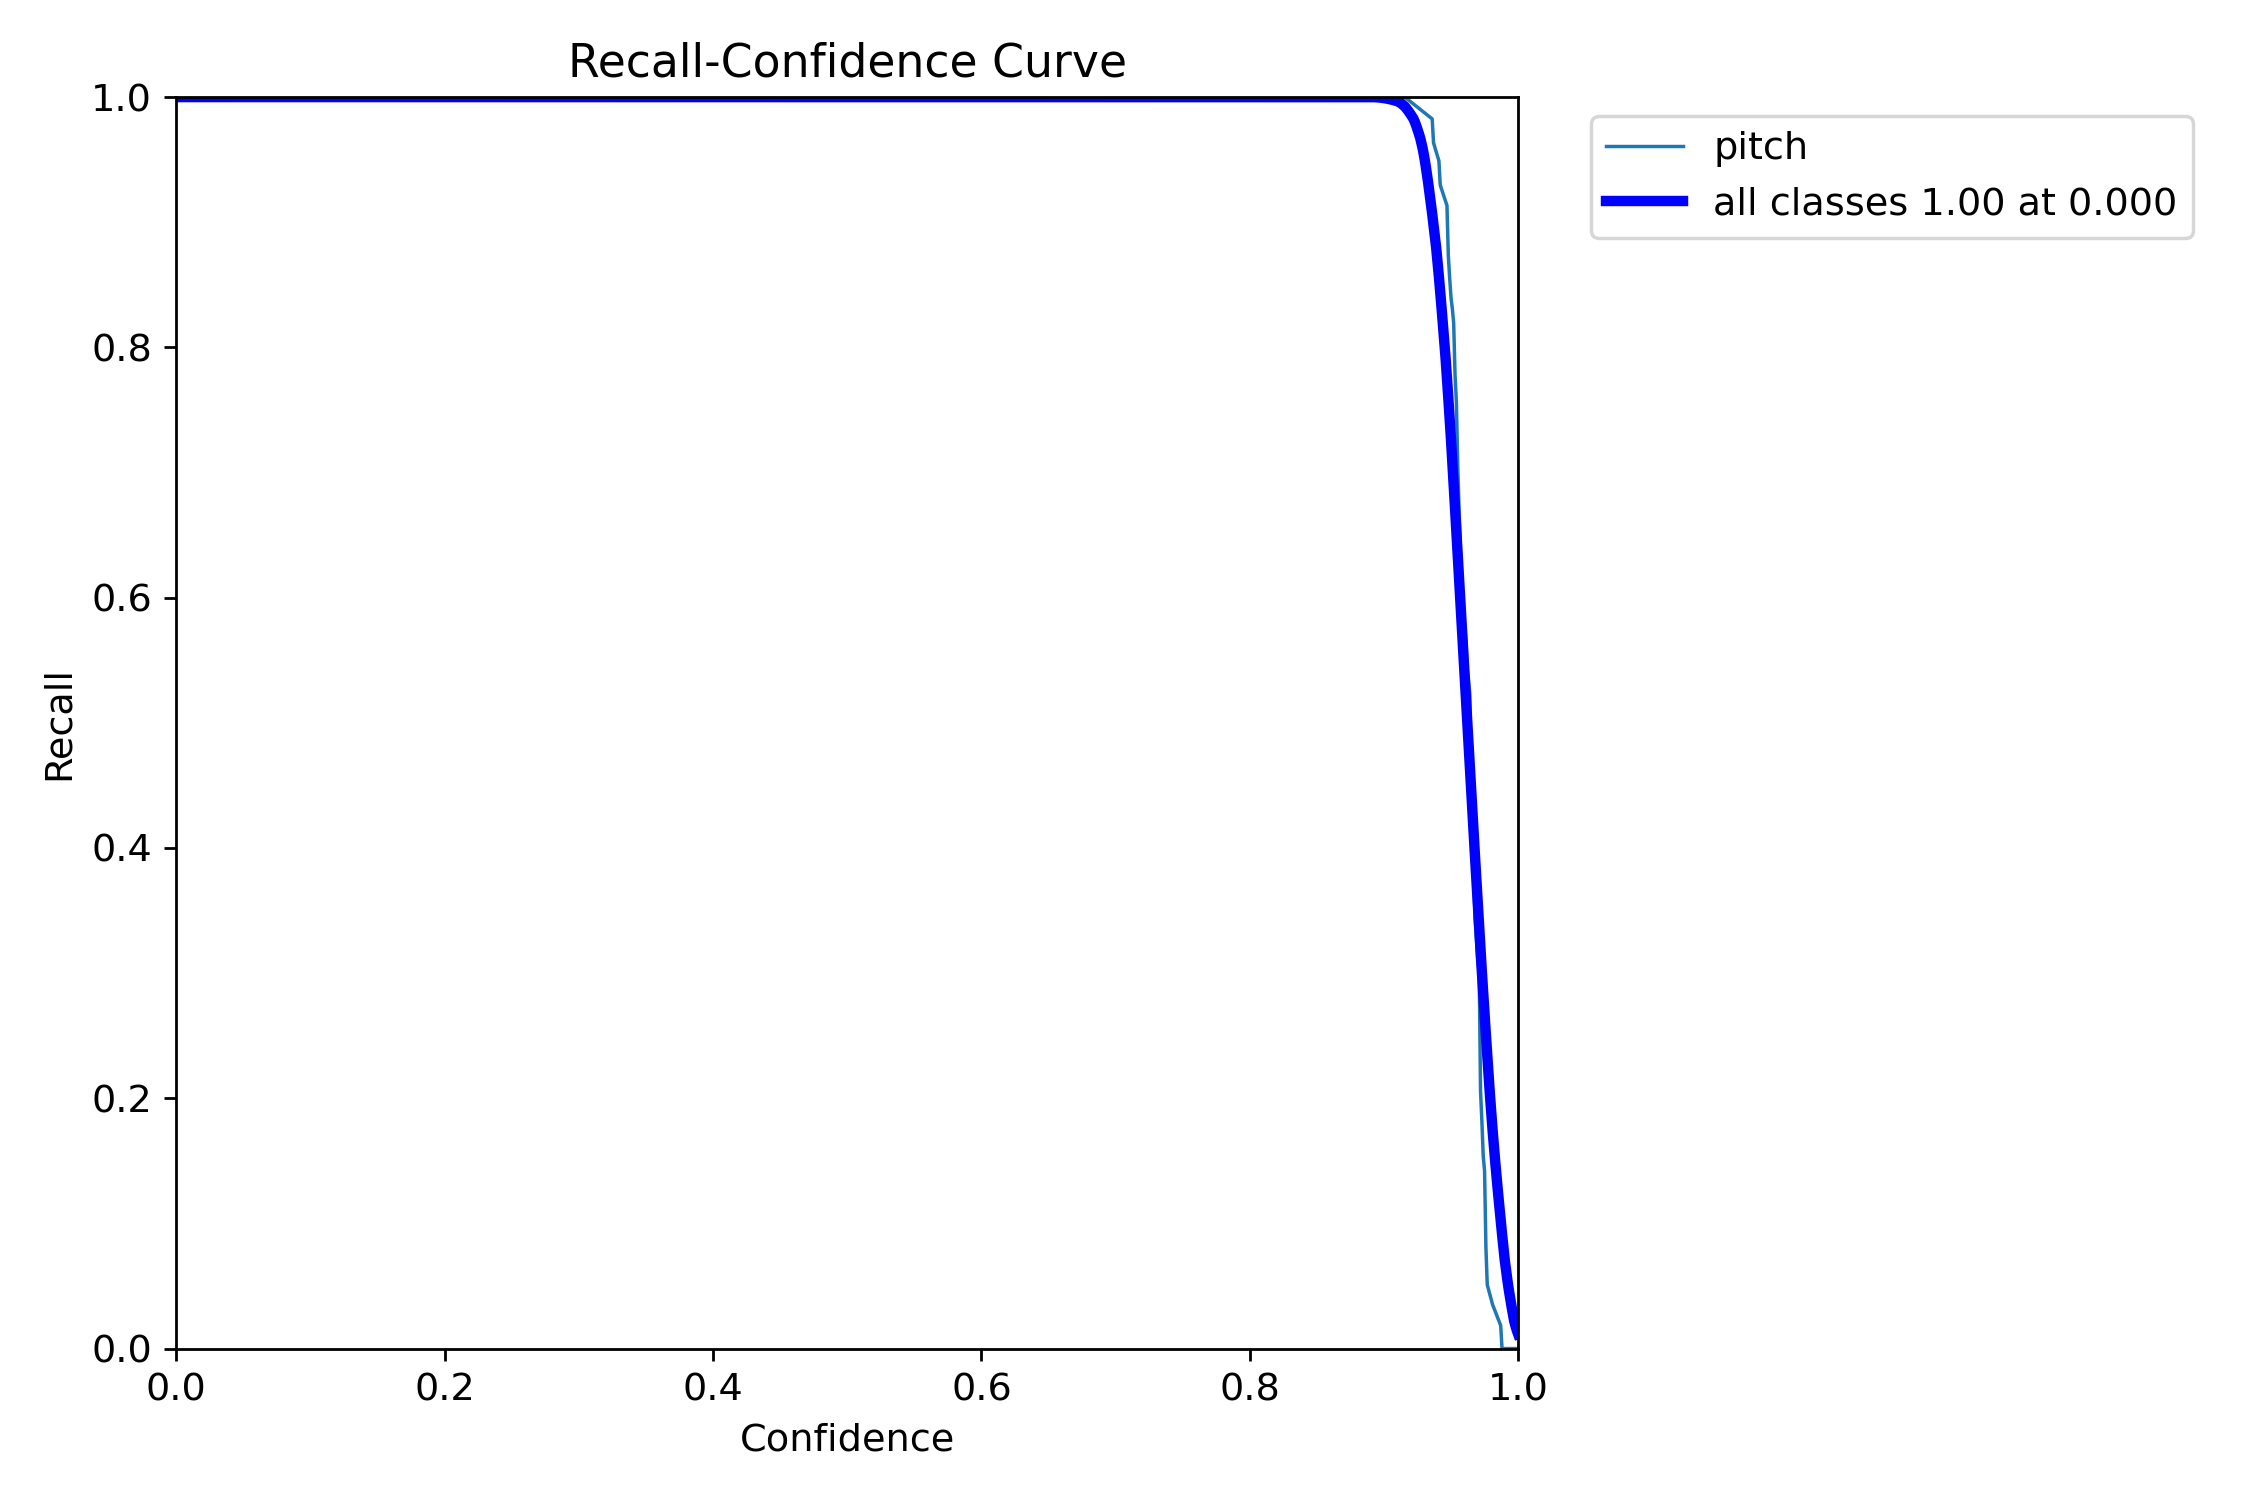 Recall-Confidence Curve
1.0
0.8
0.6
0.4
0.2
0.0
Recall
0.0 0.2 0.4 0.6 0.8 1.0
Confidence
pitch
all classes 1.00 at 0.000